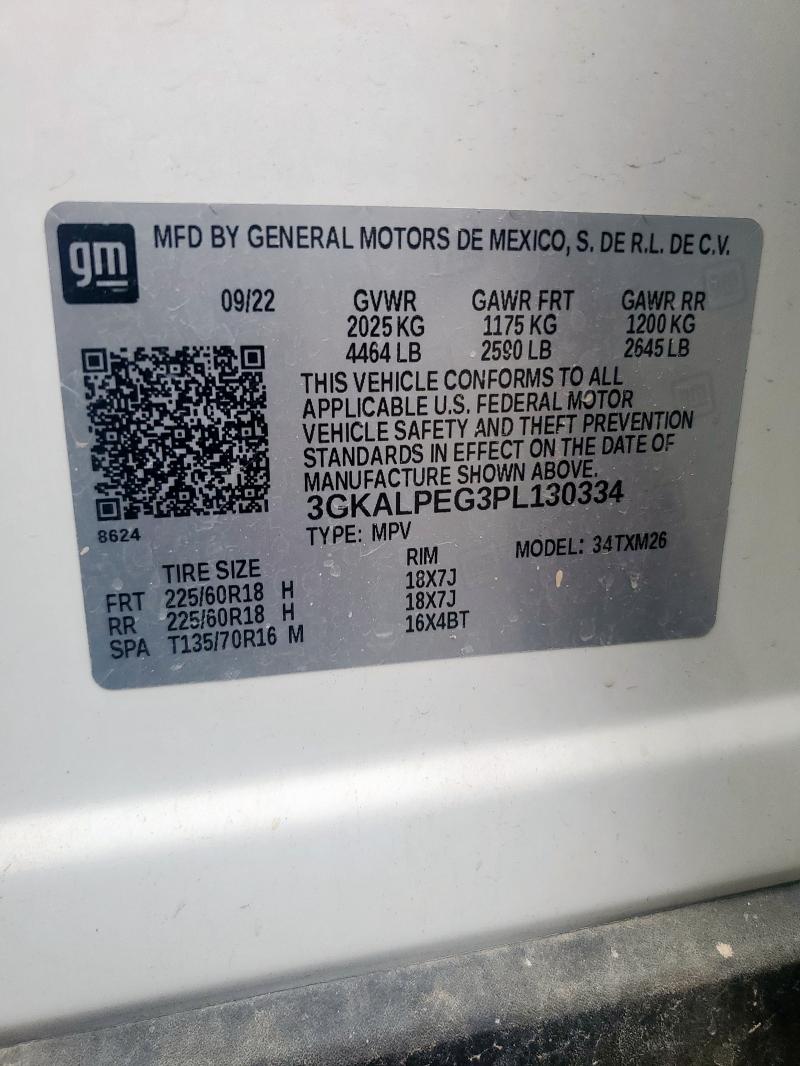 gm
MFD BY GENERAL MOTORS DE MEXICO, S. DE R.L. DE C.V.
09/22 GVWR GAWR FRT GAWR RR
2025 KG 1175 KG 1200 KG
4464 LB 2590 LB 2645 LB
THIS VEHICLE CONFORMS TO ALL
APPLICABLE U.S. FEDERAL MOTOR
VEHICLE SAFETY AND THEFT PREVENTION
STANDARDS IN EFFECT ON THE DATE OF
MANUFACTURE SHOWN ABOVE.
3GKALPEG3PL130334
8624
TYPE: MPV MODEL: 34TXM26
TIRE SIZE RIM
FRT 225/60R18 H 18X7J
RR 225/60R18 H 18X7J
SPA T135/70R16 M 16X4BT